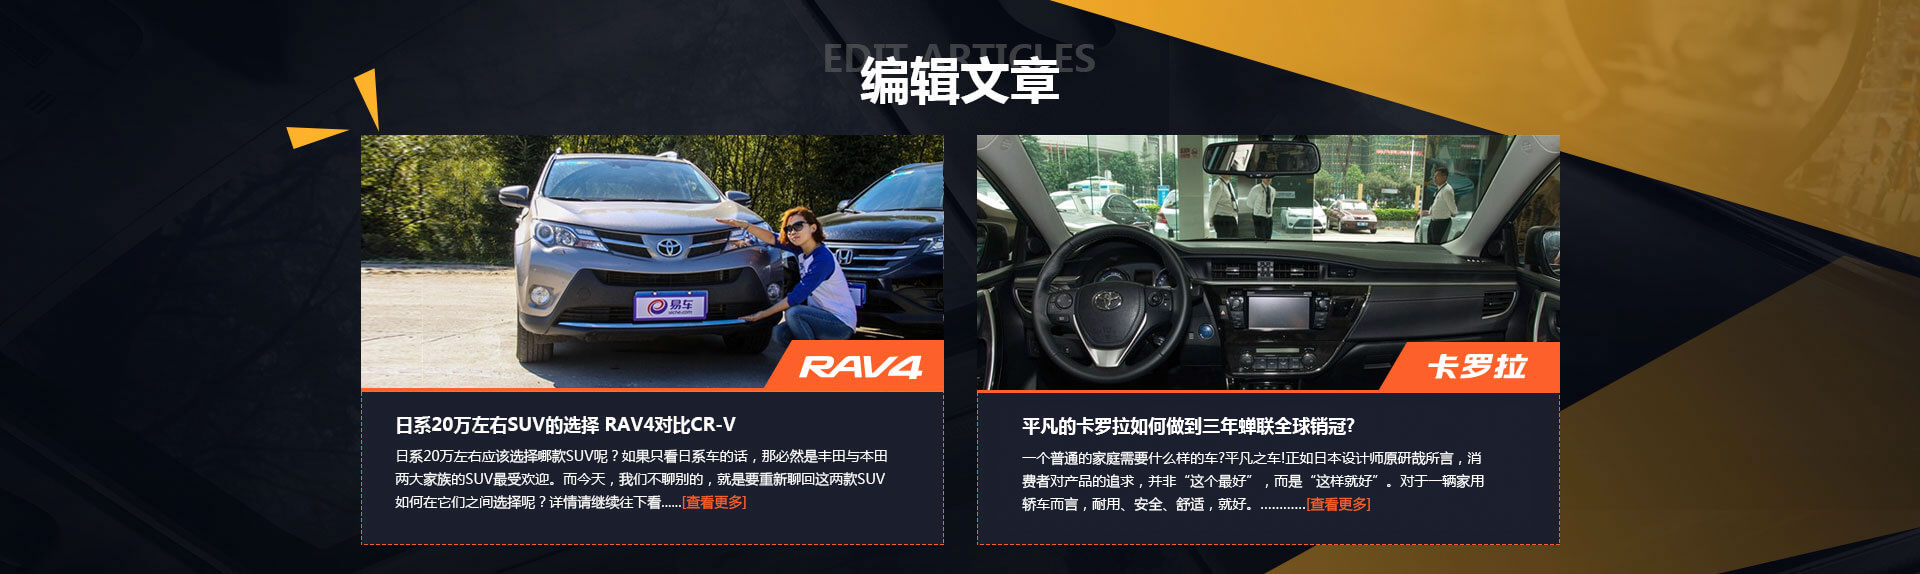 EDIT ARTICLES
编辑文章
易车
yiche.com
RAV4
卡罗拉
日系20万左右SUV的选择 RAV4对比CR-V
日系20万左右应该选择哪款SUV呢？如果只看日系车的话，那必然是丰田与本田
两大家族的SUV最受欢迎。而今天，我们不聊别的，就是要重新聊回这两款SUV
如何在它们之间选择呢？详情请继续往下看......[查看更多]
平凡的卡罗拉如何做到三年蝉联全球销冠?
一个普通的家庭需要什么样的车?平凡之车!正如日本设计师原研哉所言，消
费者对产品的追求，并非“这个最好”，而是“这样就好”。对于一辆家用
轿车而言，耐用、安全、舒适，就好。............[查看更多]